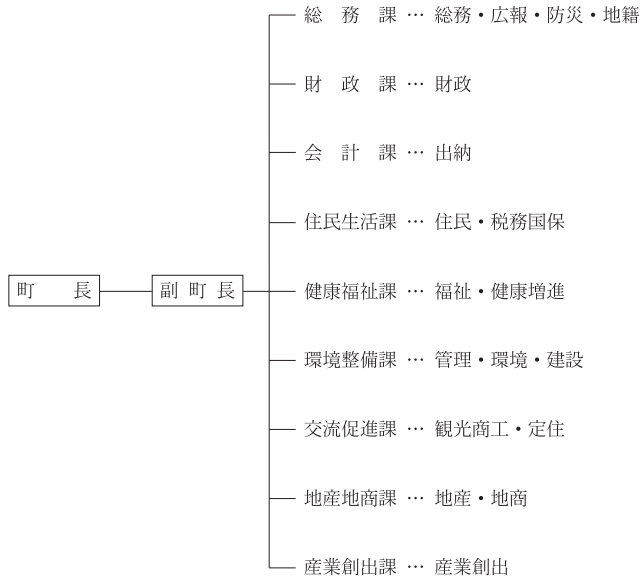 総務課 … 総務・広報・防災・地籍
財政課 … 財政
会計課 … 出納
住民生活課 … 住民・税務国保
町長
副町長
健康福祉課 … 福祉・健康増進
環境整備課 … 管理・環境・建設
交流促進課 … 観光商工・定住
地産地商課 … 地産・地商
産業創出課 … 産業創出